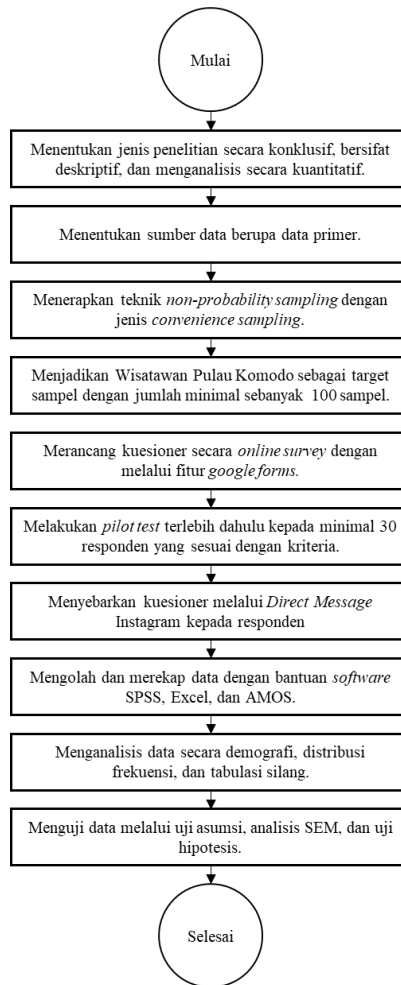 Mulai
Menentukan jenis penelitian secara konklusif, bersifat
deskriptif, dan menganalisis secara kuantitatif.
Menentukan sumber data berupa data primer.
Menerapkan teknik non-probability sampling dengan
jenis convenience sampling.
Menjadikan Wisatawan Pulau Komodo sebagai target
sampel dengan jumlah minimal sebanyak 100 sampel.
Merancang kuesioner secara online survey dengan
melalui fitur google forms.
Melakukan pilot test terlebih dahulu kepada minimal 30
responden yang sesuai dengan kriteria.
Menyebarkan kuesioner melalui Direct Message
Instagram kepada responden
Mengolah dan merekap data dengan bantuan software
SPSS, Excel, dan AMOS.
Menganalisis data secara demografi, distribusi
frekuensi, dan tabulasi silang.
Menguji data melalui uji asumsi, analisis SEM, dan uji
hipotesis.
Selesai